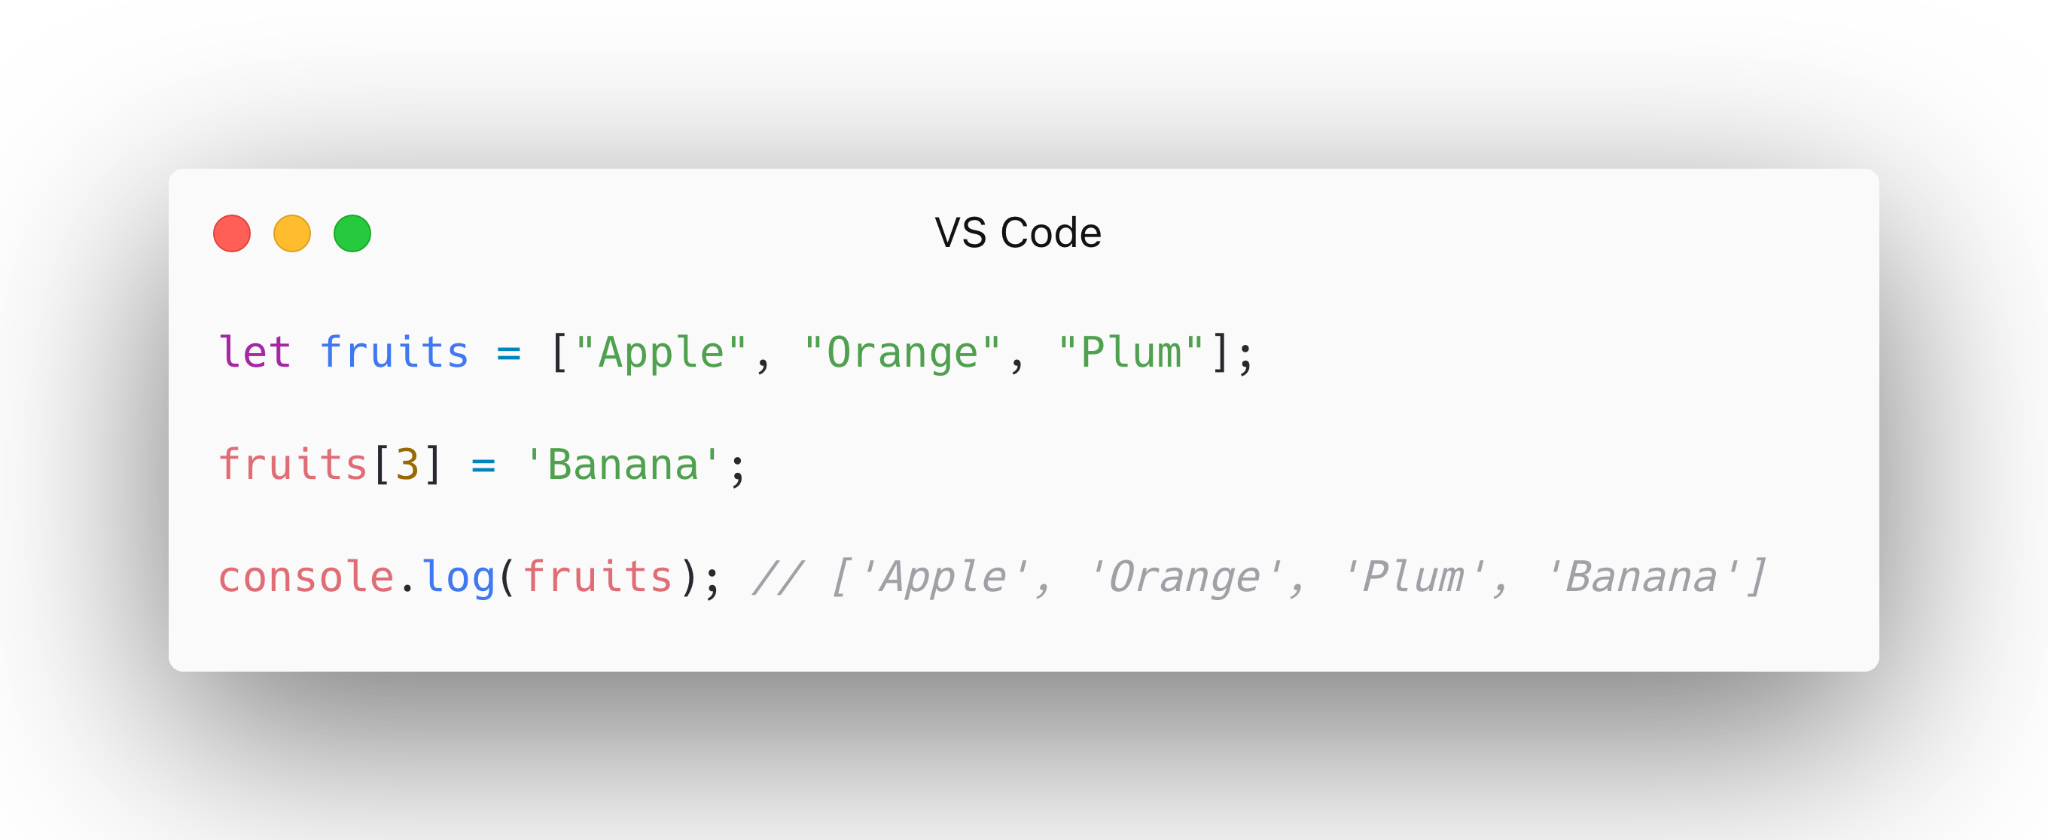 VS Code
let fruits = ["Apple", "Orange", "Plum"];
fruits[3] = 'Banana';
console.log(fruits); // ['Apple', 'Orange', 'Plum', 'Banana']